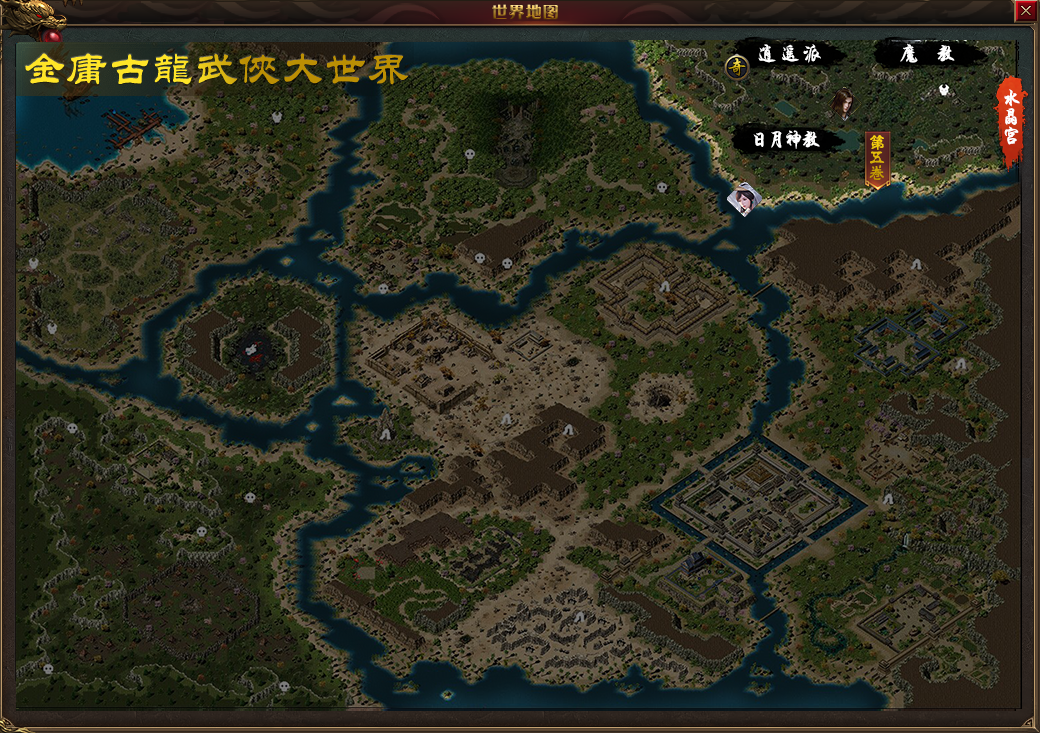 世界地图
金庸古龍武俠大世界
奇
逍遥派
魔教
水晶宫
日月神教
第五卷